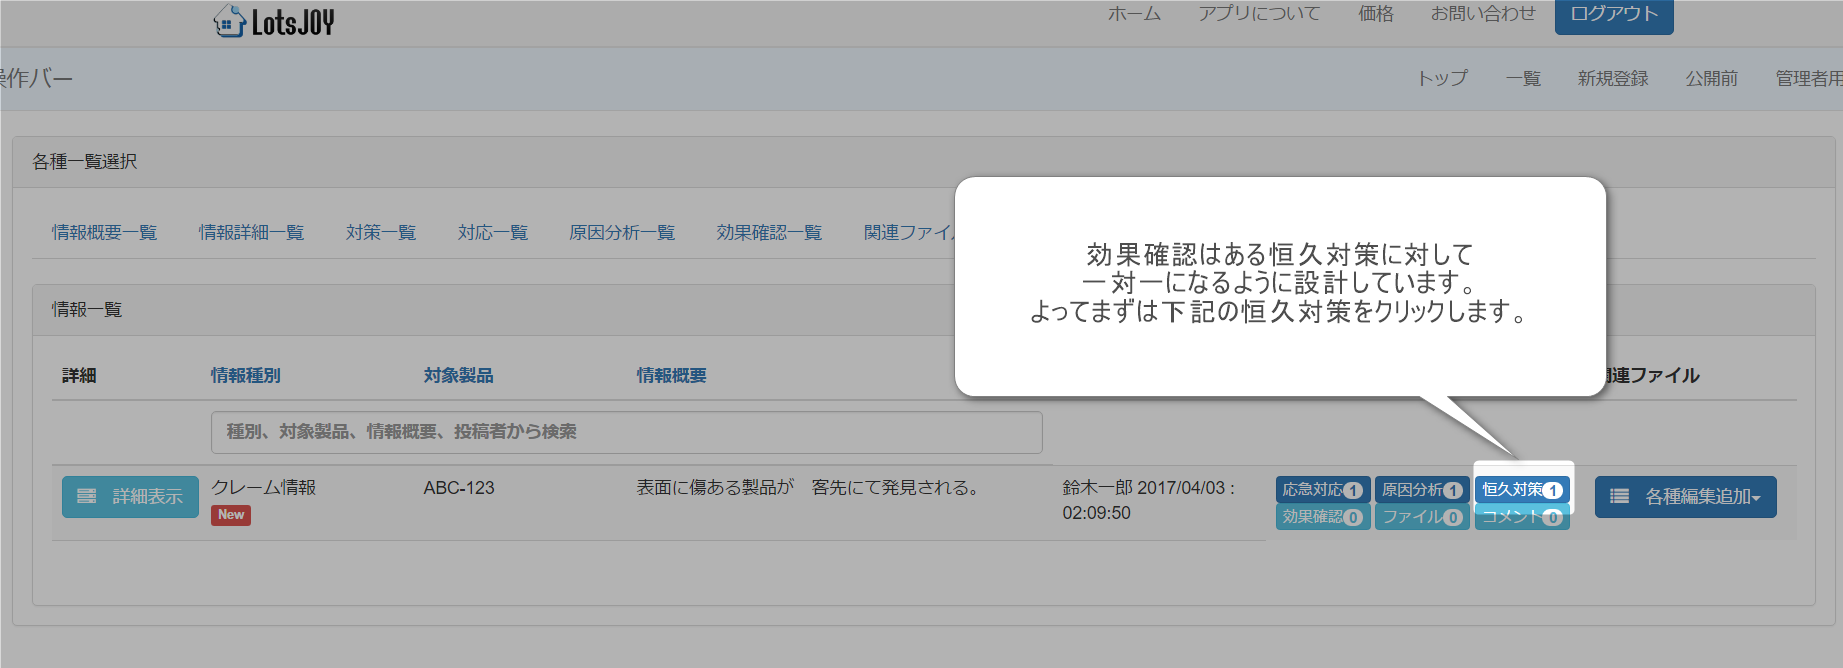 LotsJOY
ホーム アプリについて 価格 お問い合わせ ログアウト
操作バー
トップ 一覧 新規登録 公開前 管理者用
各種一覧選択
情報概要一覧 情報詳細一覧 対策一覧 対応一覧 原因分析一覧 効果確認一覧 関連ファイル
効果確認はある恒久対策に対して
一対一になるように設計しています。
よってまずは下記の恒久対策をクリックします。
情報一覧
詳細 情報種別 対象製品 情報概要 関連ファイル
種別、対象製品、情報概要、投稿者から検索
詳細表示 クレーム情報 ABC-123 表面に傷ある製品が　客先にて発見される。 鈴木一郎 2017/04/03 : 応急対応1 原因分析1 恒久対策1 各種編集追加
New 02:09:50 効果確認0 ファイル0 コメント0